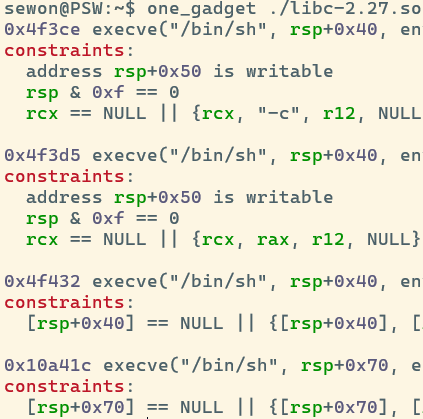 sewon@PSW:~$ one_gadget ./libc-2.27.so
0x4f3ce execve("/bin/sh", rsp+0x40, en
constraints:
  address rsp+0x50 is writable
  rsp & 0xf == 0
  rcx == NULL || {rcx, "-c", r12, NULL
0x4f3d5 execve("/bin/sh", rsp+0x40, en
constraints:
  address rsp+0x50 is writable
  rsp & 0xf == 0
  rcx == NULL || {rcx, rax, r12, NULL}
0x4f432 execve("/bin/sh", rsp+0x40, en
constraints:
  [rsp+0x40] == NULL || {[rsp+0x40], [
0x10a41c execve("/bin/sh", rsp+0x70, e
constraints:
  [rsp+0x70] == NULL || {[rsp+0x70], [